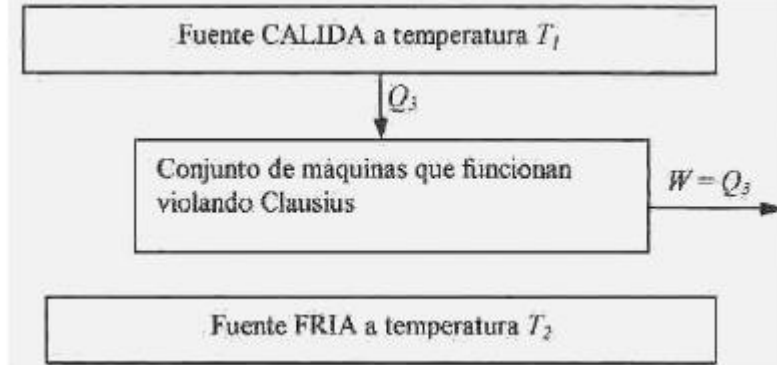 Fuente CALIDA a temperatura T₁
Q₃
Conjunto de máquinas que funcionan
violando Clausius
W = Q₃
Fuente FRIA a temperatura T₂